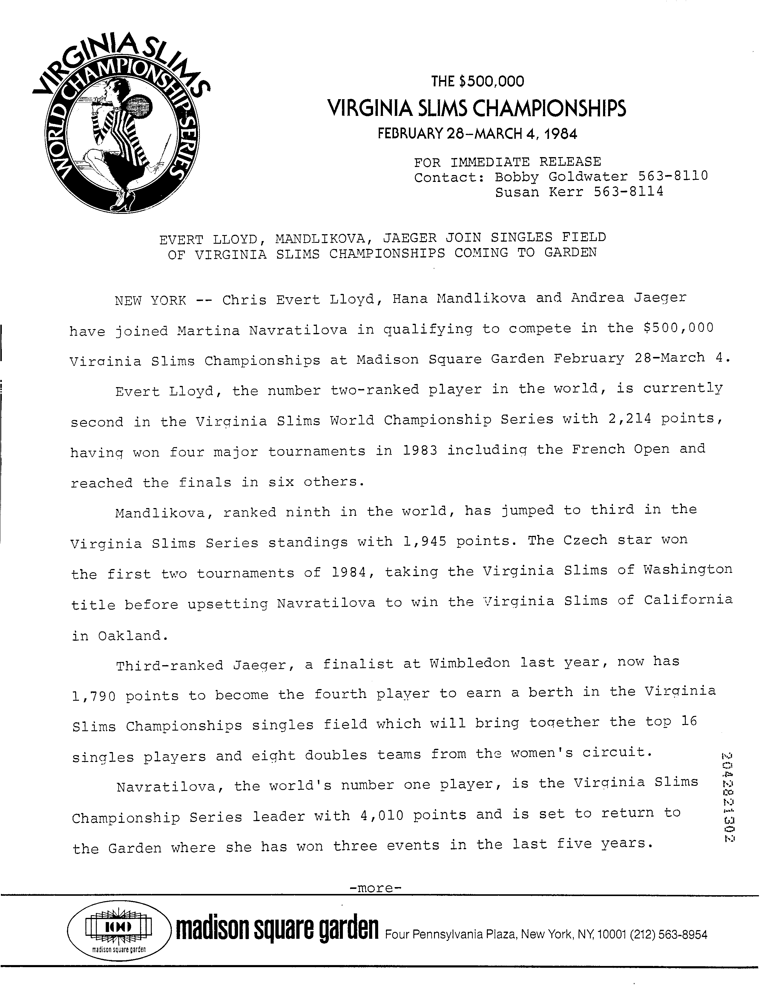 VIRGINIA SLIMS
WORLD CHAMPIONSHIP SERIES
THE $500,000
VIRGINIA SLIMS CHAMPIONSHIPS
FEBRUARY 28–MARCH 4, 1984
FOR IMMEDIATE RELEASE
Contact: Bobby Goldwater 563-8110
Susan Kerr 563-8114
EVERT LLOYD, MANDLIKOVA, JAEGER JOIN SINGLES FIELD
OF VIRGINIA SLIMS CHAMPIONSHIPS COMING TO GARDEN
NEW YORK -- Chris Evert Lloyd, Hana Mandlikova and Andrea Jaeger
have joined Martina Navratilova in qualifying to compete in the $500,000
Virginia Slims Championships at Madison Square Garden February 28-March 4.
Evert Lloyd, the number two-ranked player in the world, is currently
second in the Virginia Slims World Championship Series with 2,214 points,
having won four major tournaments in 1983 including the French Open and
reached the finals in six others.
Mandlikova, ranked ninth in the world, has jumped to third in the
Virginia Slims Series standings with 1,945 points. The Czech star won
the first two tournaments of 1984, taking the Virginia Slims of Washington
title before upsetting Navratilova to win the Virginia Slims of California
in Oakland.
Third-ranked Jaeger, a finalist at Wimbledon last year, now has
1,790 points to become the fourth player to earn a berth in the Virginia
Slims Championships singles field which will bring together the top 16
singles players and eight doubles teams from the women's circuit.
Navratilova, the world's number one player, is the Virginia Slims
Championship Series leader with 4,010 points and is set to return to
the Garden where she has won three events in the last five years.
2042821302
-more-
100
madison square garden
madison square garden Four Pennsylvania Plaza, New York, NY, 10001 (212) 563-8954